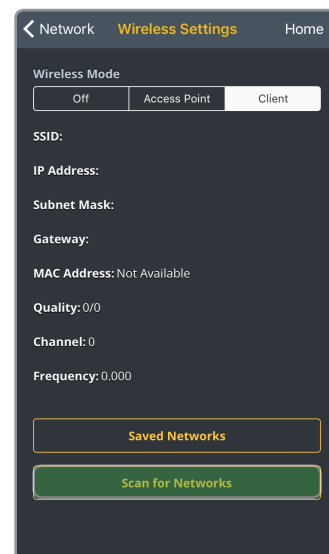 Network Wireless Settings Home
Wireless Mode
Off Access Point Client
SSID:
IP Address:
Subnet Mask:
Gateway:
MAC Address: Not Available
Quality: 0/0
Channel: 0
Frequency: 0.000
Saved Networks
Scan for Networks